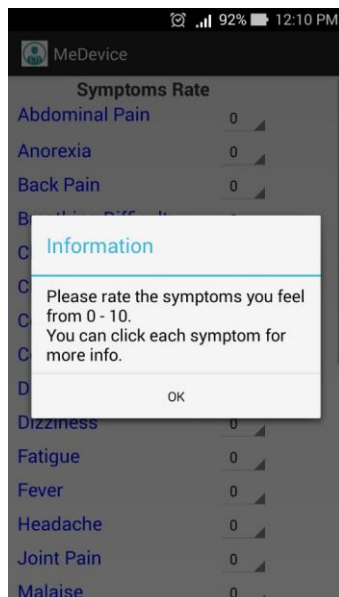 92% 12:10 PM
MeDevice
Symptoms Rate
Abdominal Pain 0
Anorexia 0
Back Pain 0
B
Information
C
C
Please rate the symptoms you feel
from 0 - 10.
C
You can click each symptom for
C
more info.
D
OK
Dizziness 0
Fatigue 0
Fever 0
Headache 0
Joint Pain 0
Malaise 0